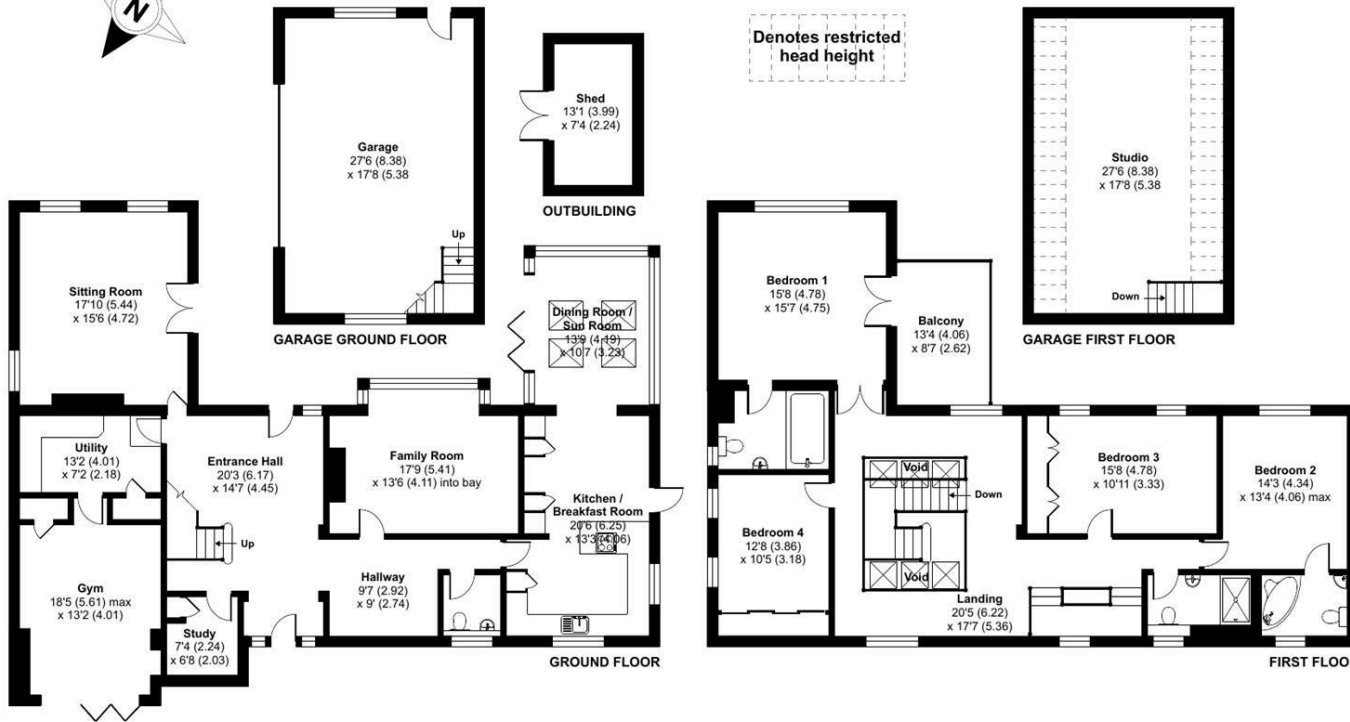 N
Garage
27'6 (8.38)
x 17'8 (5.38
Up
GARAGE GROUND FLOOR
Shed
13'1 (3.99)
x 7'4 (2.24)
OUTBUILDING
Denotes restricted
head height
Studio
27'6 (8.38)
x 17'8 (5.38
Down
GARAGE FIRST FLOOR
Sitting Room
17'10 (5.44)
x 15'6 (4.72)
Dining Room /
Sun Room
13'9 (4.19)
x 10'7 (3.23)
Utility
13'2 (4.01)
x 7'2 (2.18)
Entrance Hall
20'3 (6.17)
x 14'7 (4.45)
Up
Family Room
17'9 (5.41)
x 13'6 (4.11) into bay
Kitchen /
Breakfast Room
20'6 (6.25)
x 13'3 (4.06)
Gym
18'5 (5.61) max
x 13'2 (4.01)
Study
7'4 (2.24)
x 6'8 (2.03)
Hallway
9'7 (2.92)
x 9' (2.74)
GROUND FLOOR
Bedroom 1
15'8 (4.78)
x 15'7 (4.75)
Balcony
13'4 (4.06)
x 8'7 (2.62)
Void
Down
Void
Bedroom 3
15'8 (4.78)
x 10'11 (3.33)
Bedroom 2
14'3 (4.34)
x 13'4 (4.06) max
Bedroom 4
12'8 (3.86)
x 10'5 (3.18)
Landing
20'5 (6.22)
x 17'7 (5.36)
FIRST FLOO